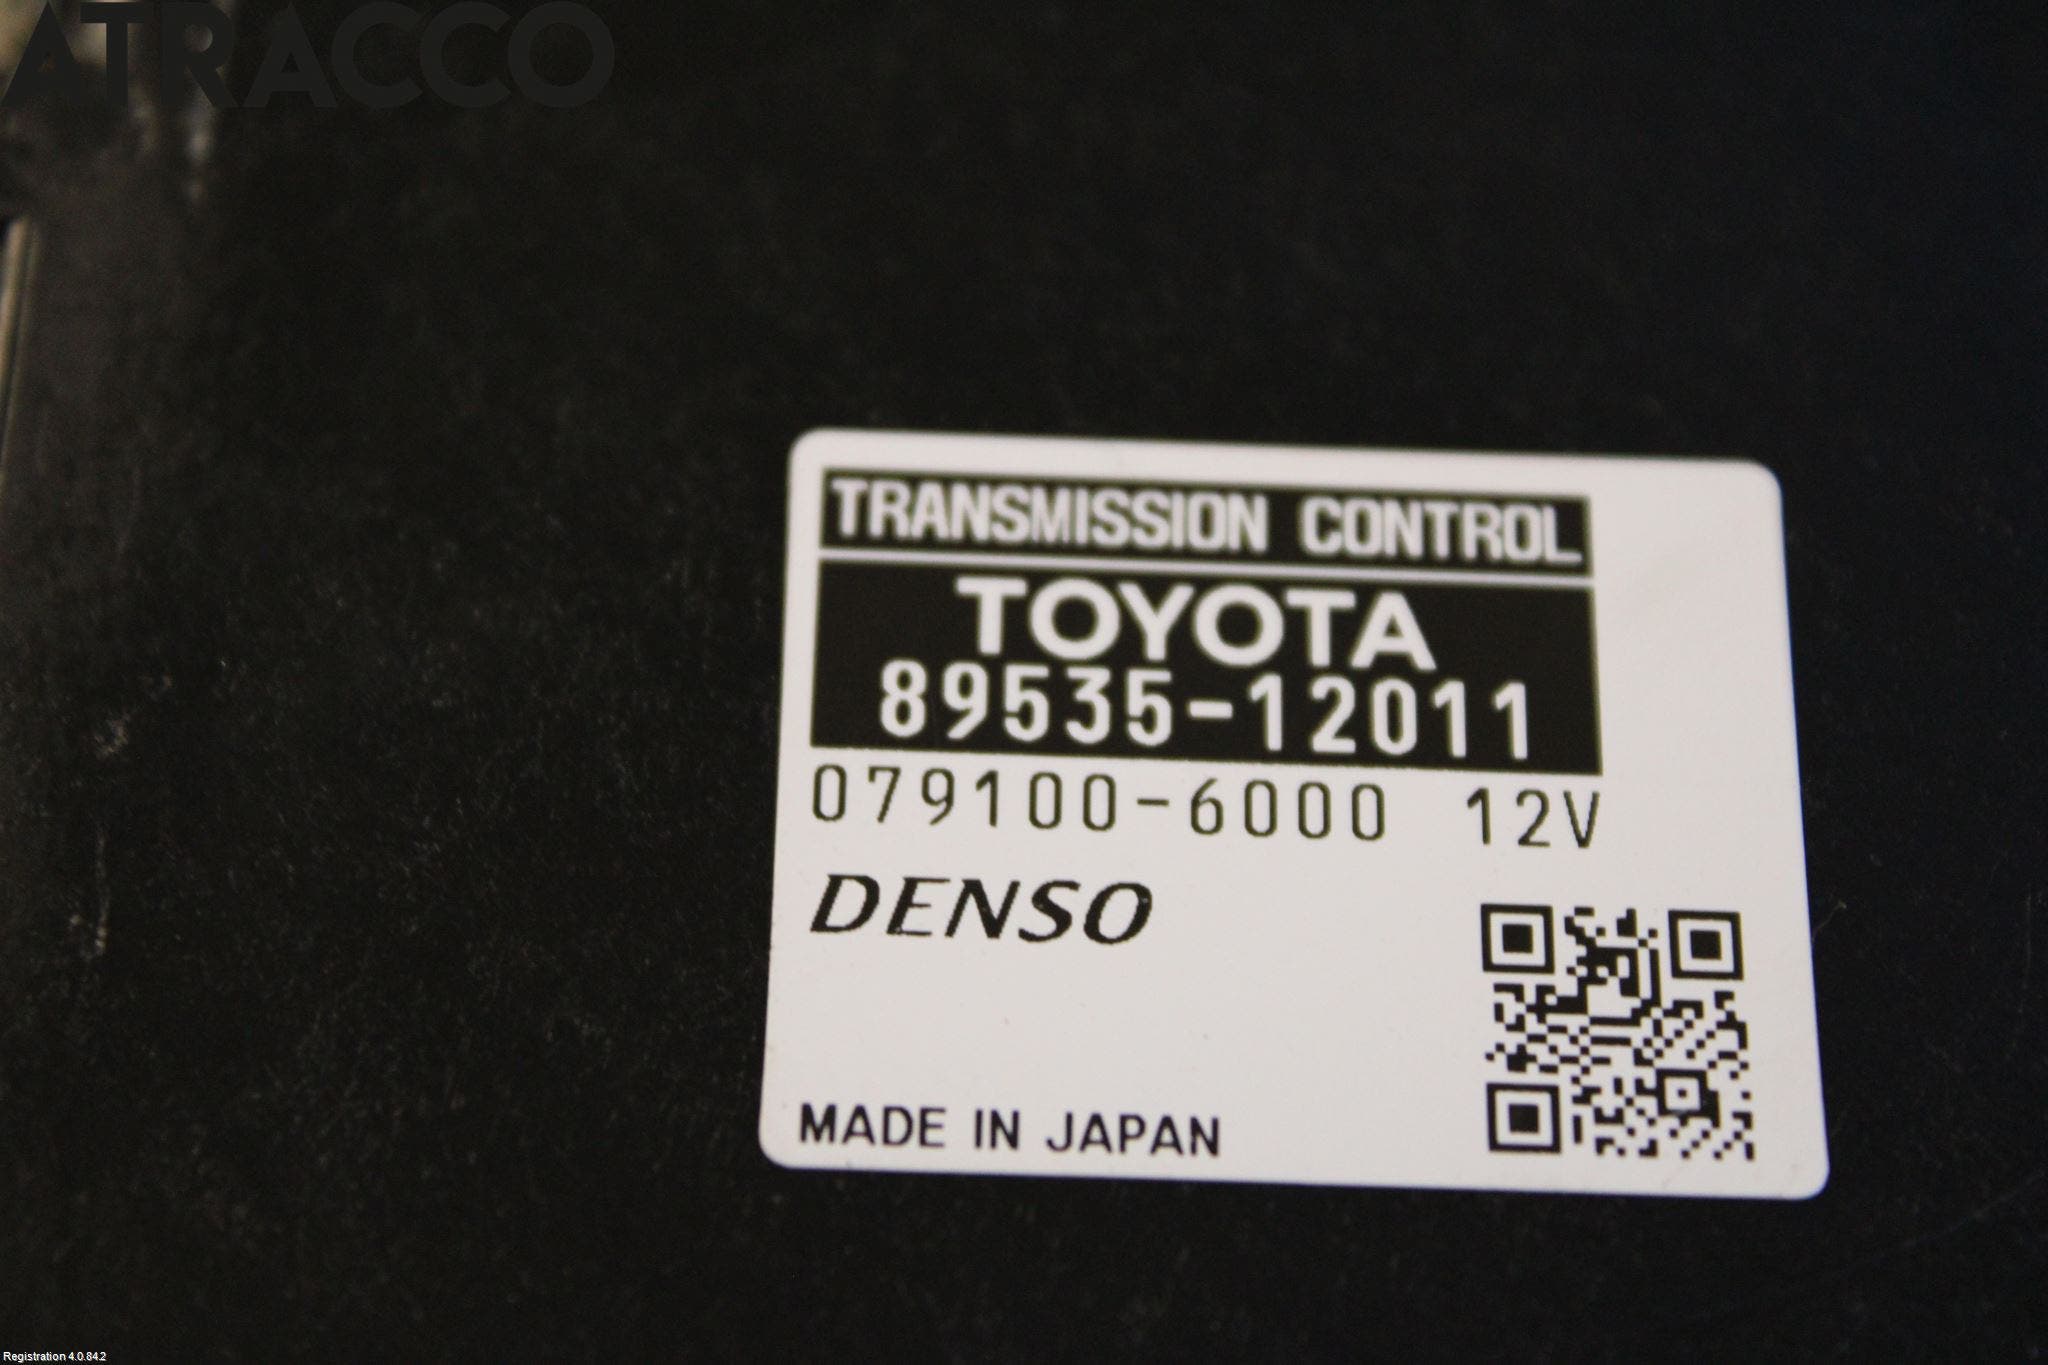 ATRACCO
TRANSMISSION CONTROL
TOYOTA
89535-12011
079100-6000 12V
DENSO
MADE IN JAPAN
Registration 4.0.84.2